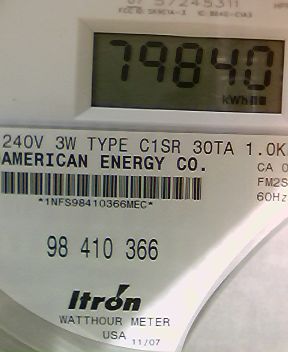 57245311
79840
kWh
240V 3W TYPE C1SR 30TA 1.0K
AMERICAN ENERGY CO.
CA 0
FM2S
60Hz
*1NFS98410366MEC*
98 410 366
Itron
WATTHOUR METER
USA 11/07